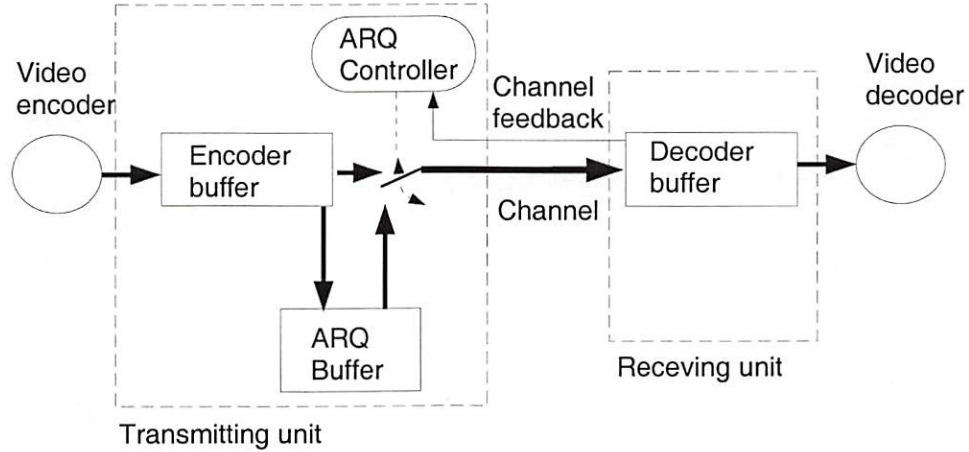 Video
encoder
ARQ
Controller
Channel
feedback
Video
decoder
Encoder
buffer
Decoder
buffer
Channel
ARQ
Buffer
Receving unit
Transmitting unit